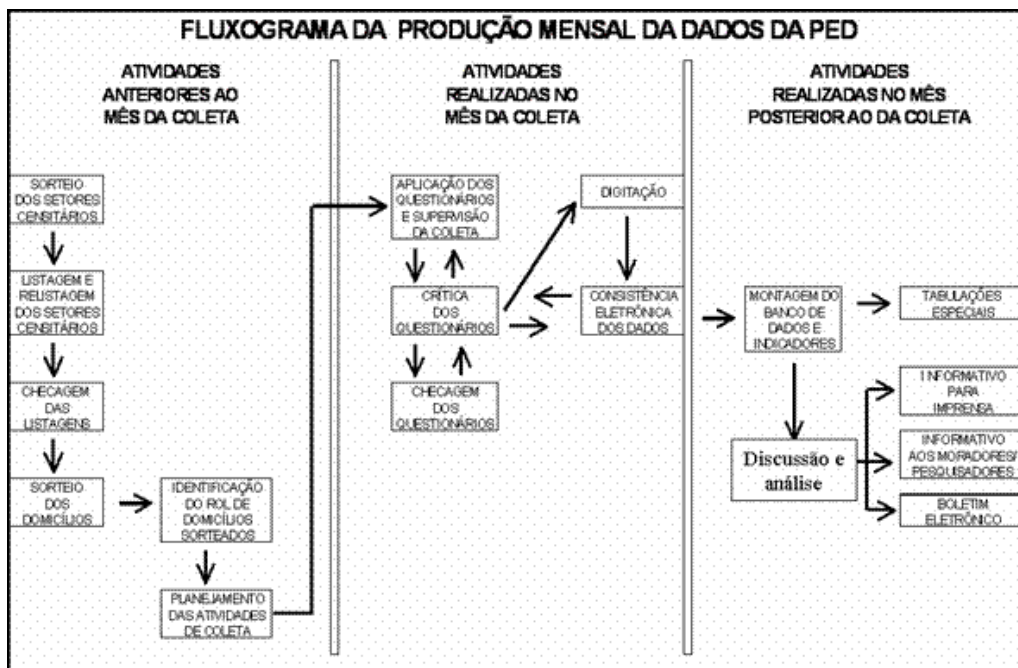 FLUXOGRAMA DA PRODUÇÃO MENSAL DA DADOS DA PED
ATIVIDADES
ANTERIORES AO
MÊS DA COLETA
SORTEIO
DOS SETORES
CENSITÁRIOS
LISTAGEM E
RELISTAGEM
DOS SETORES
CENSITÁRIOS
CHECAGEM
DAS
LISTAGENS
SORTEIO
DOS
DOMICÍLIOS
IDENTIFICAÇÃO
DO ROL DE
DOMICÍLIOS
SORTEADOS
PLANEJAMENTO
DAS ATIVIDADES
DE COLETA
ATIVIDADES
REALIZADAS NO
MÊS DA COLETA
APLICAÇÃO DOS
QUESTIONÁRIOS
E SUPERVISÃO
DA COLETA
CRÍTICA
DOS
QUESTIONÁRIOS
CHECAGEM
DOS
QUESTIONÁRIOS
DIGITAÇÃO
CONSISTÊNCIA
ELETRÔNICA
DOS DADOS
ATIVIDADES
REALIZADAS NO MÊS
POSTERIOR AO DA COLETA
MONTAGEM DO
BANCO DE
DADOS E
INDICADORES
TABULAÇÕES
ESPECIAIS
Discussão e
análise
INFORMATIVO
PARA
IMPRENSA
INFORMATIVO
AOS MORADORES/
PESQUISADORES
BOLETIM
ELETRÔNICO